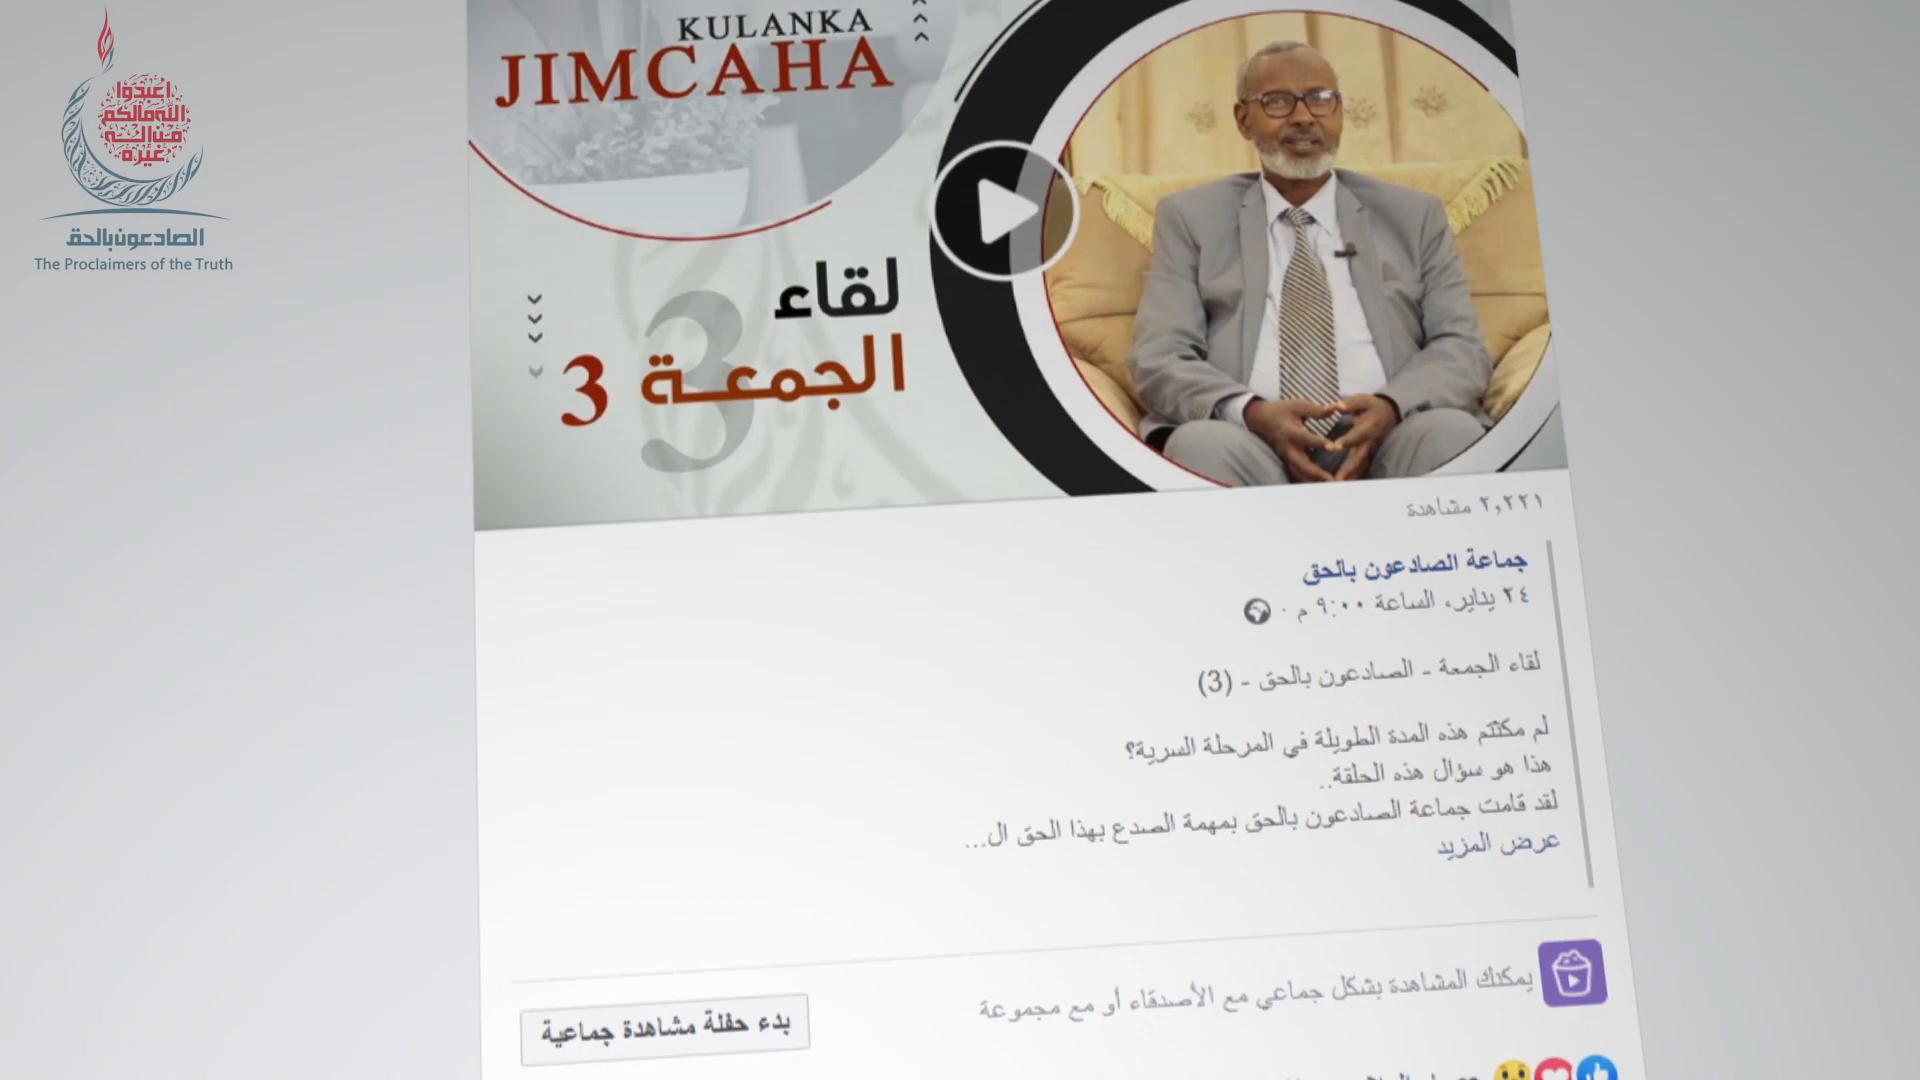 اعبدوا
الله مالكم
من إله
غيره
الصادعون بالحق
The Proclaimers of the Truth
KULANKA
JIMCAHA
لقاء
الجمعة 3
3
٢,٢٢١ مشاهدة
جماعة الصادعون بالحق
٢٤ يناير، الساعة ٩:٠٠ م ·
لقاء الجمعة - الصادعون بالحق - (3)
لم مكثتم هذه المدة الطويلة في المرحلة السرية؟
هذا هو سؤال هذه الحلقة..
لقد قامت جماعة الصادعون بالحق بمهمة الصدع بهذا الحق ال...
عرض المزيد
يمكنك المشاهدة بشكل جماعي مع الأصدقاء أو مع مجموعة
بدء حفلة مشاهدة جماعية